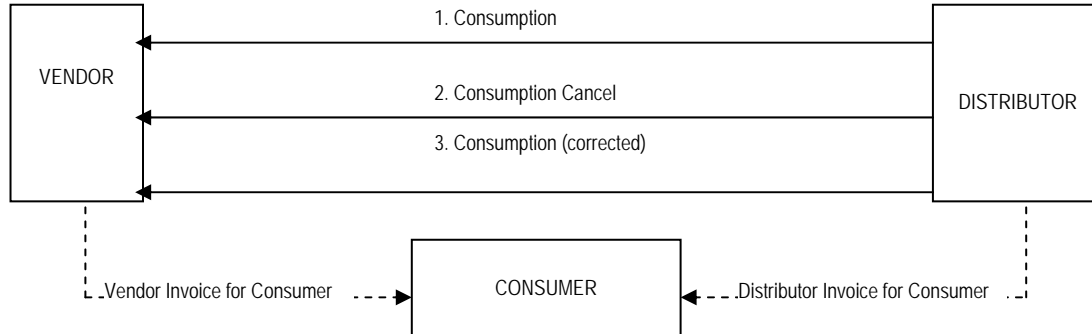 1. Consumption
VENDOR
2. Consumption Cancel
DISTRIBUTOR
3. Consumption (corrected)
Vendor Invoice for Consumer
CONSUMER
Distributor Invoice for Consumer